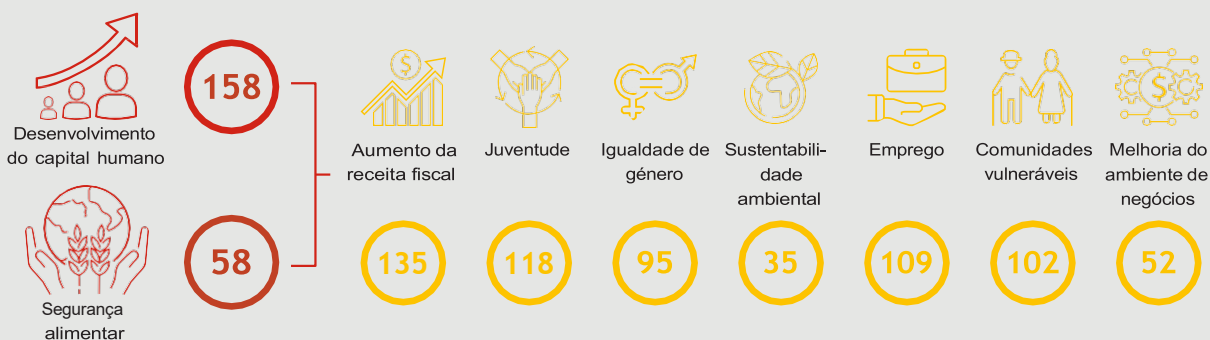 158
Desenvolvimento
do capital humano
58
Segurança
alimentar
$
Aumento da
receita fiscal
135
Juventude
118
Igualdade de
género
95
Sustentabili-
dade
ambiental
35
Emprego
109
Comunidades
vulneráveis
102
$
Melhoria do
ambiente de
negócios
52